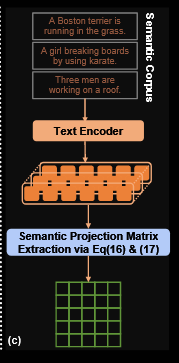 A Boston terrier is
running in the grass.
A girl breaking boards
by using karate.
Three men are
working on a roof.
Semantic Corpus
Text Encoder
Semantic Projection Matrix
Extraction via Eq(16) & (17)
(c)